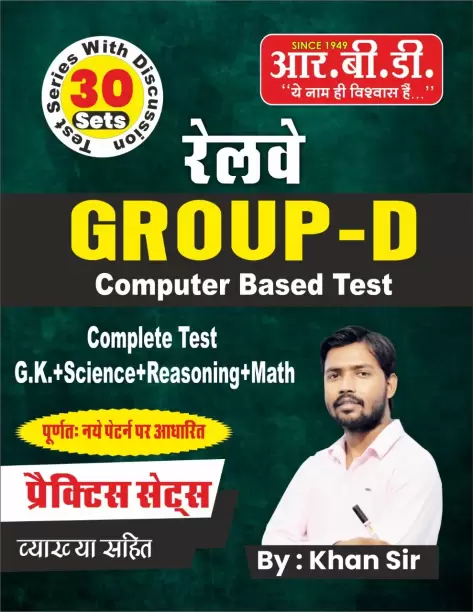 Test Series With Discussion
30
Sets
SINCE 1949
आर.बी.डी.
“ये नाम ही विश्वास है...”
रेलवे
GROUP-D
Computer Based Test
Complete Test
G.K.+Science+Reasoning+Math
पूर्णतः नये पेटर्न पर आधारित
प्रैक्टिस सेट्स
व्याख्या सहित
By : Khan Sir